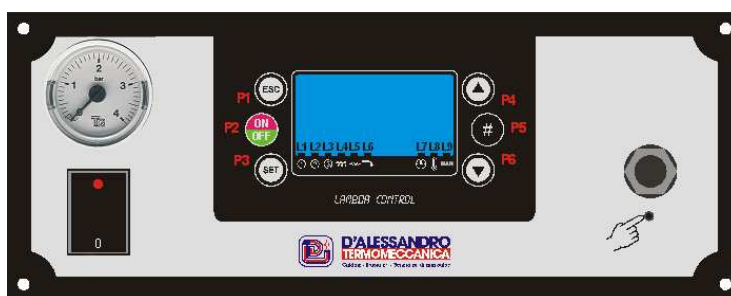 2
bar
1
3
0
4
P1
ESC
P4
P2
ON
OFF
#
P5
P3
SET
P6
L1 L2 L3 L4 L5 L6
L7 L8 L9
LAMBDA CONTROL
0
D'ALESSANDRO
TERMOMECCANICA